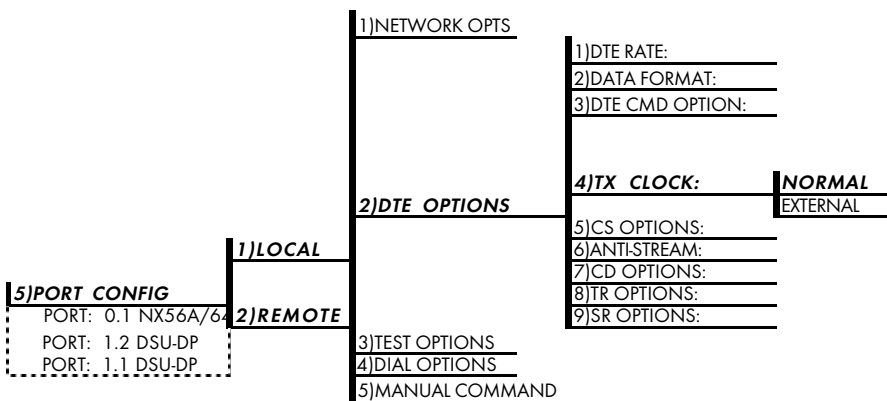 1)NETWORK OPTS
1)DTE RATE:
2)DATA FORMAT:
3)DTE CMD OPTION:
4)TX CLOCK:
NORMAL
EXTERNAL
2)DTE OPTIONS
5)CS OPTIONS:
6)ANTI-STREAM:
7)CD OPTIONS:
8)TR OPTIONS:
9)SR OPTIONS:
1)LOCAL
5)PORT CONFIG
2)REMOTE
PORT: 0.1 NX56A/64
PORT: 1.2 DSU-DP
PORT: 1.1 DSU-DP
3)TEST OPTIONS
4)DIAL OPTIONS
5)MANUAL COMMAND